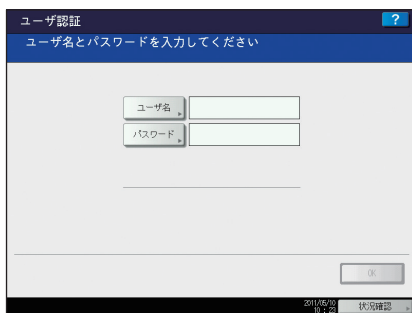 ユーザ認証
?
ユーザ名とパスワードを入力してください
ユーザ名
パスワード
OK
2011/05/10
10 : 23
状況確認